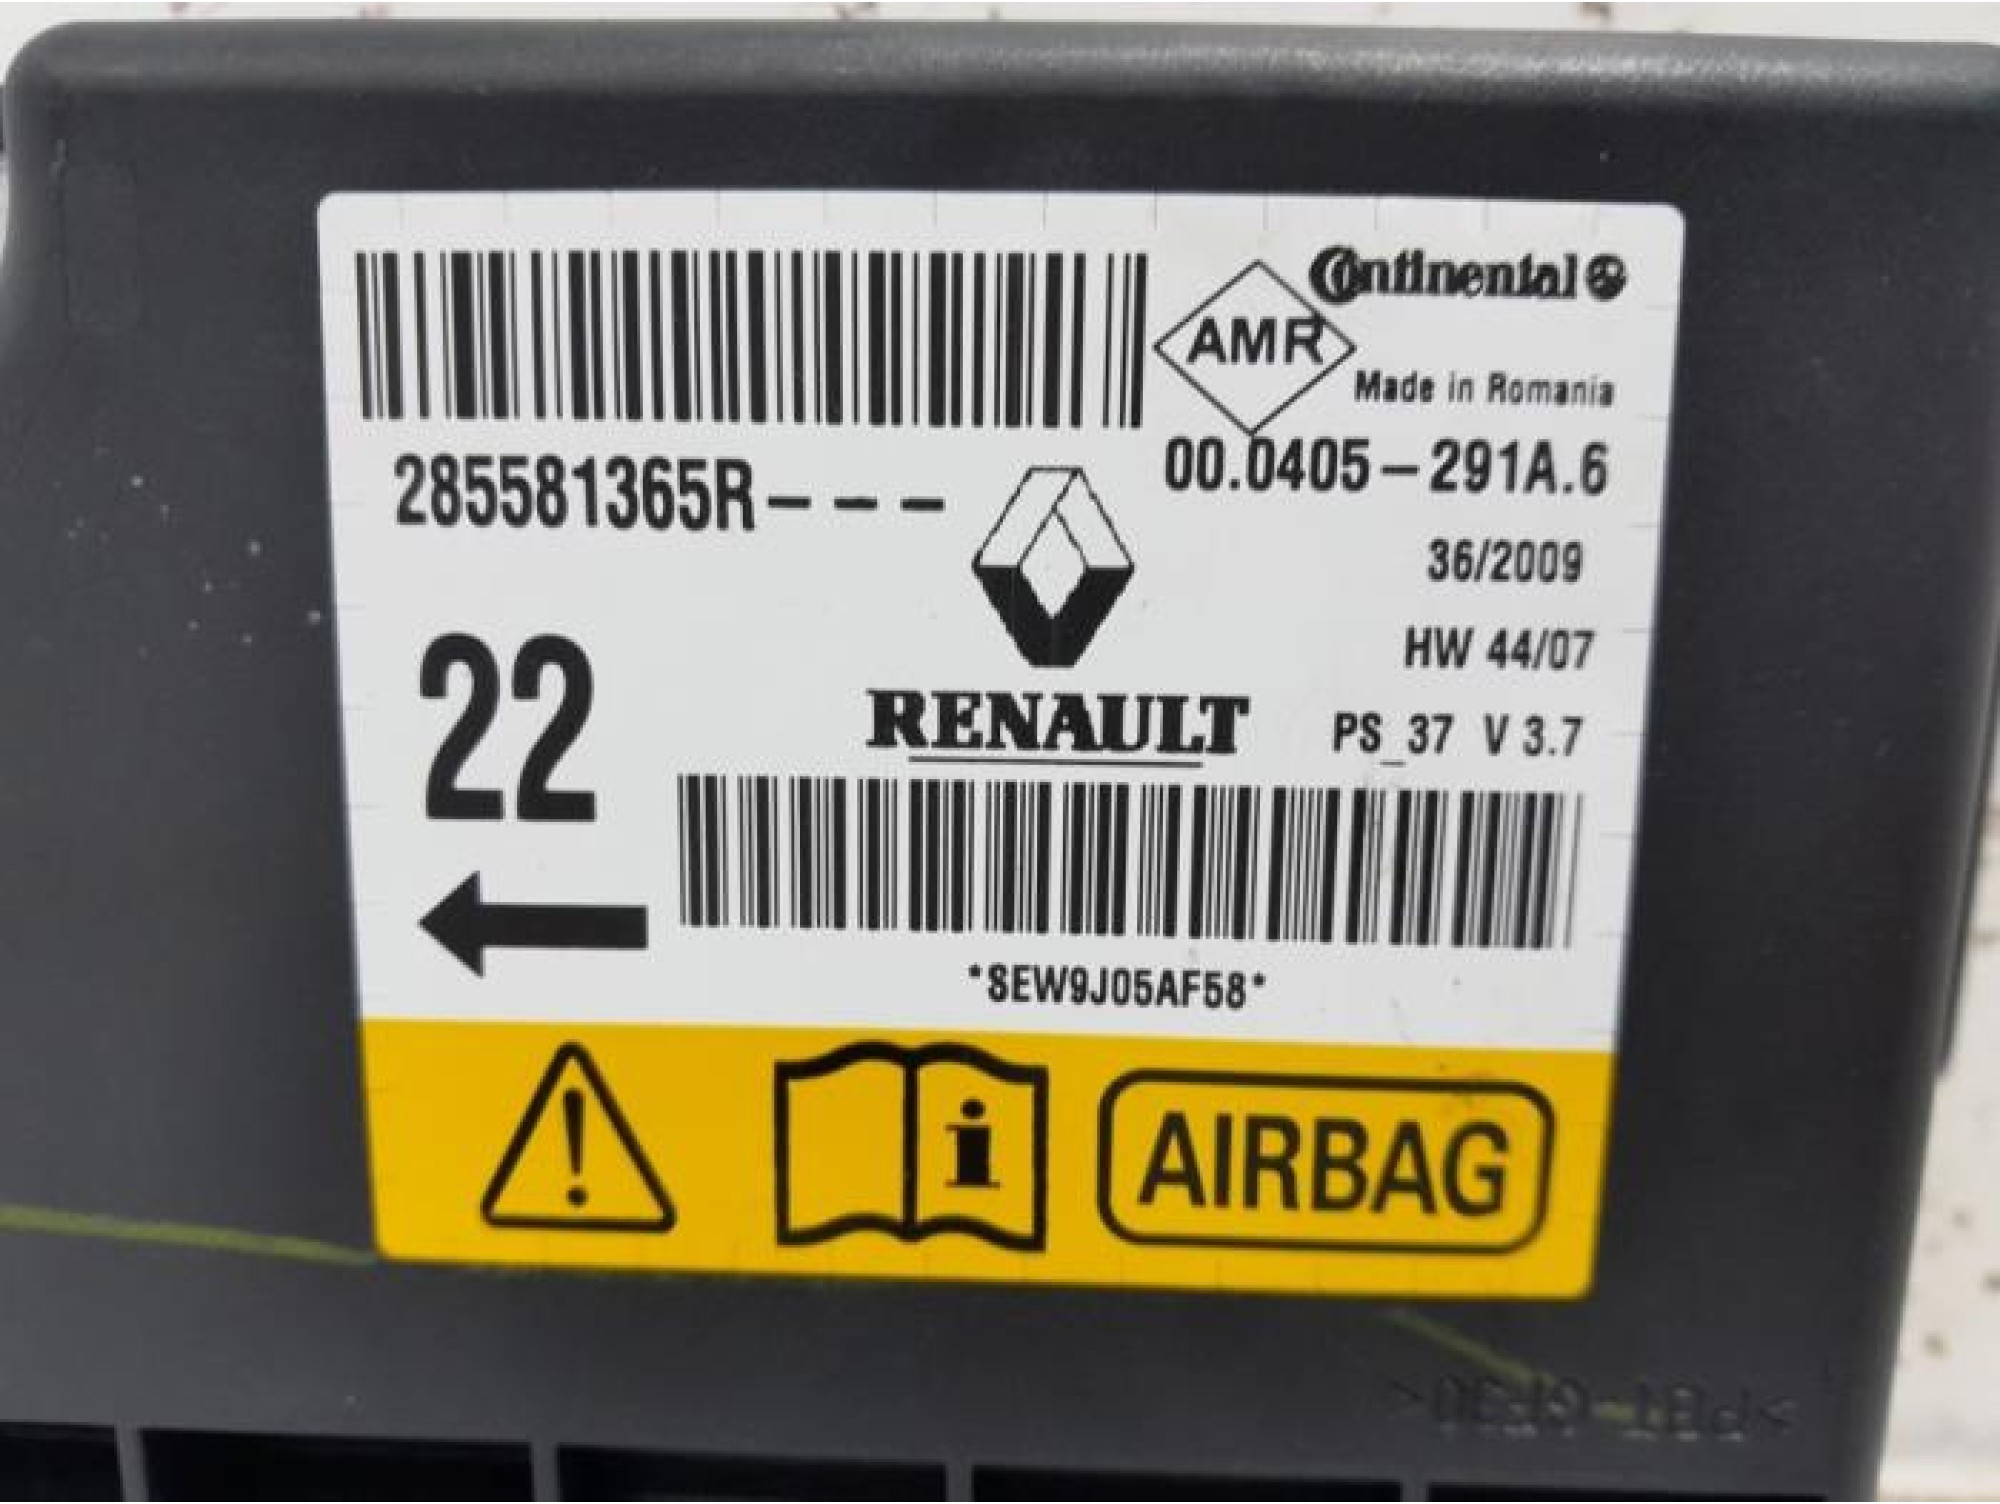 Continental
AMR
Made in Romania
285581365R---
00.0405-291A.6
36/2009
22
HW 44/07
RENAULT
PS_37 V 3.7
*SEW9J05AF58*
i
AIRBAG